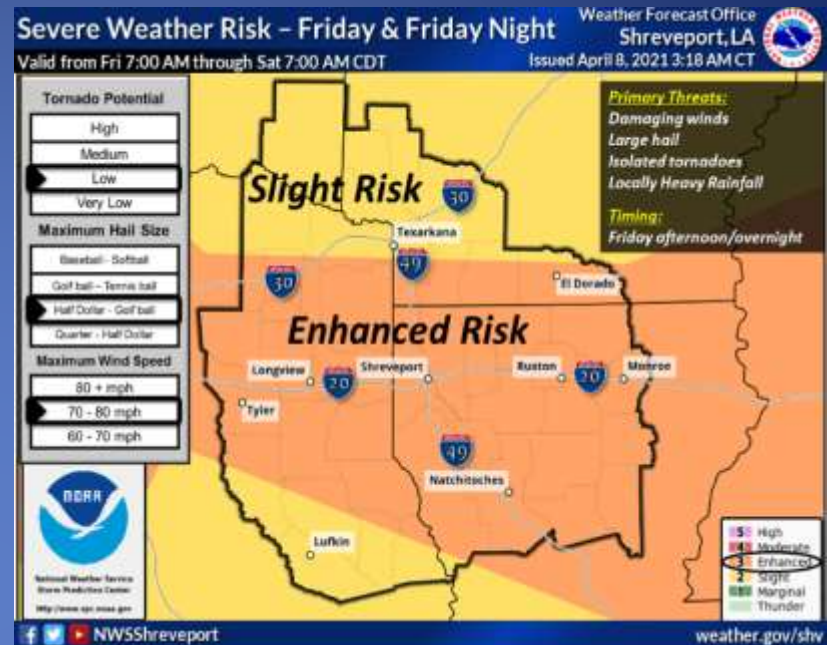 Severe Weather Risk – Friday & Friday Night
Weather Forecast Office
Shreveport, LA
Valid from Fri 7:00 AM through Sat 7:00 AM CDT
Issued April 8, 2021 3:18 AM CT
Tornado Potential
High
Medium
Low
Very Low
Maximum Hail Size
Baseball - Softball
Golf ball – Tennis ball
Half Dollar - Golf ball
Quarter - Half Dollar
Maximum Wind Speed
80 + mph
70 - 80 mph
60 - 70 mph
Primary Threats:
Damaging winds
Large hail
Isolated tornadoes
Locally Heavy Rainfall
Timing:
Friday afternoon/overnight
Slight Risk
30
Texarkana
49
30
El Dorado
Enhanced Risk
Longview
20
Shreveport
Ruston
20
Monroe
Tyler
49
Natchitoches
Lufkin
NOAA
National Weather Service
Storm Prediction Center
http://www.spc.noaa.gov
5 High
4 Moderate
3 Enhanced
2 Slight
1 Marginal
Thunder
NWSShreveport
weather.gov/shv